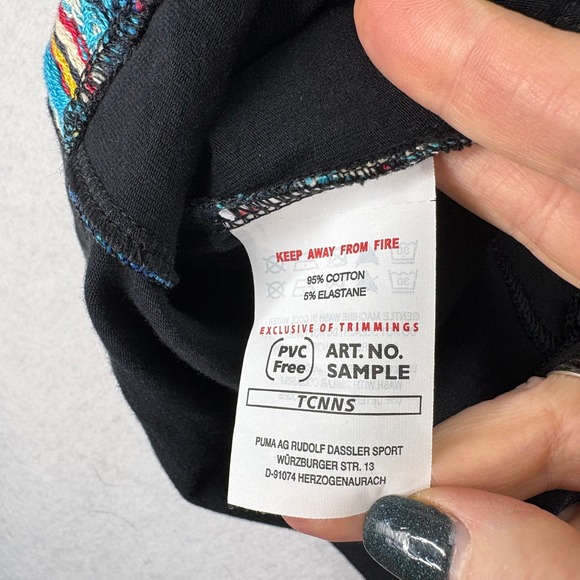 KEEP AWAY FROM FIRE
95% COTTON
5% ELASTANE
EXCLUSIVE OF TRIMMINGS
PVC Free
ART. NO.
SAMPLE
TCNNS
PUMA AG RUDOLF DASSLER SPORT
WÜRZBURGER STR. 13
D-91074 HERZOGENAURACH